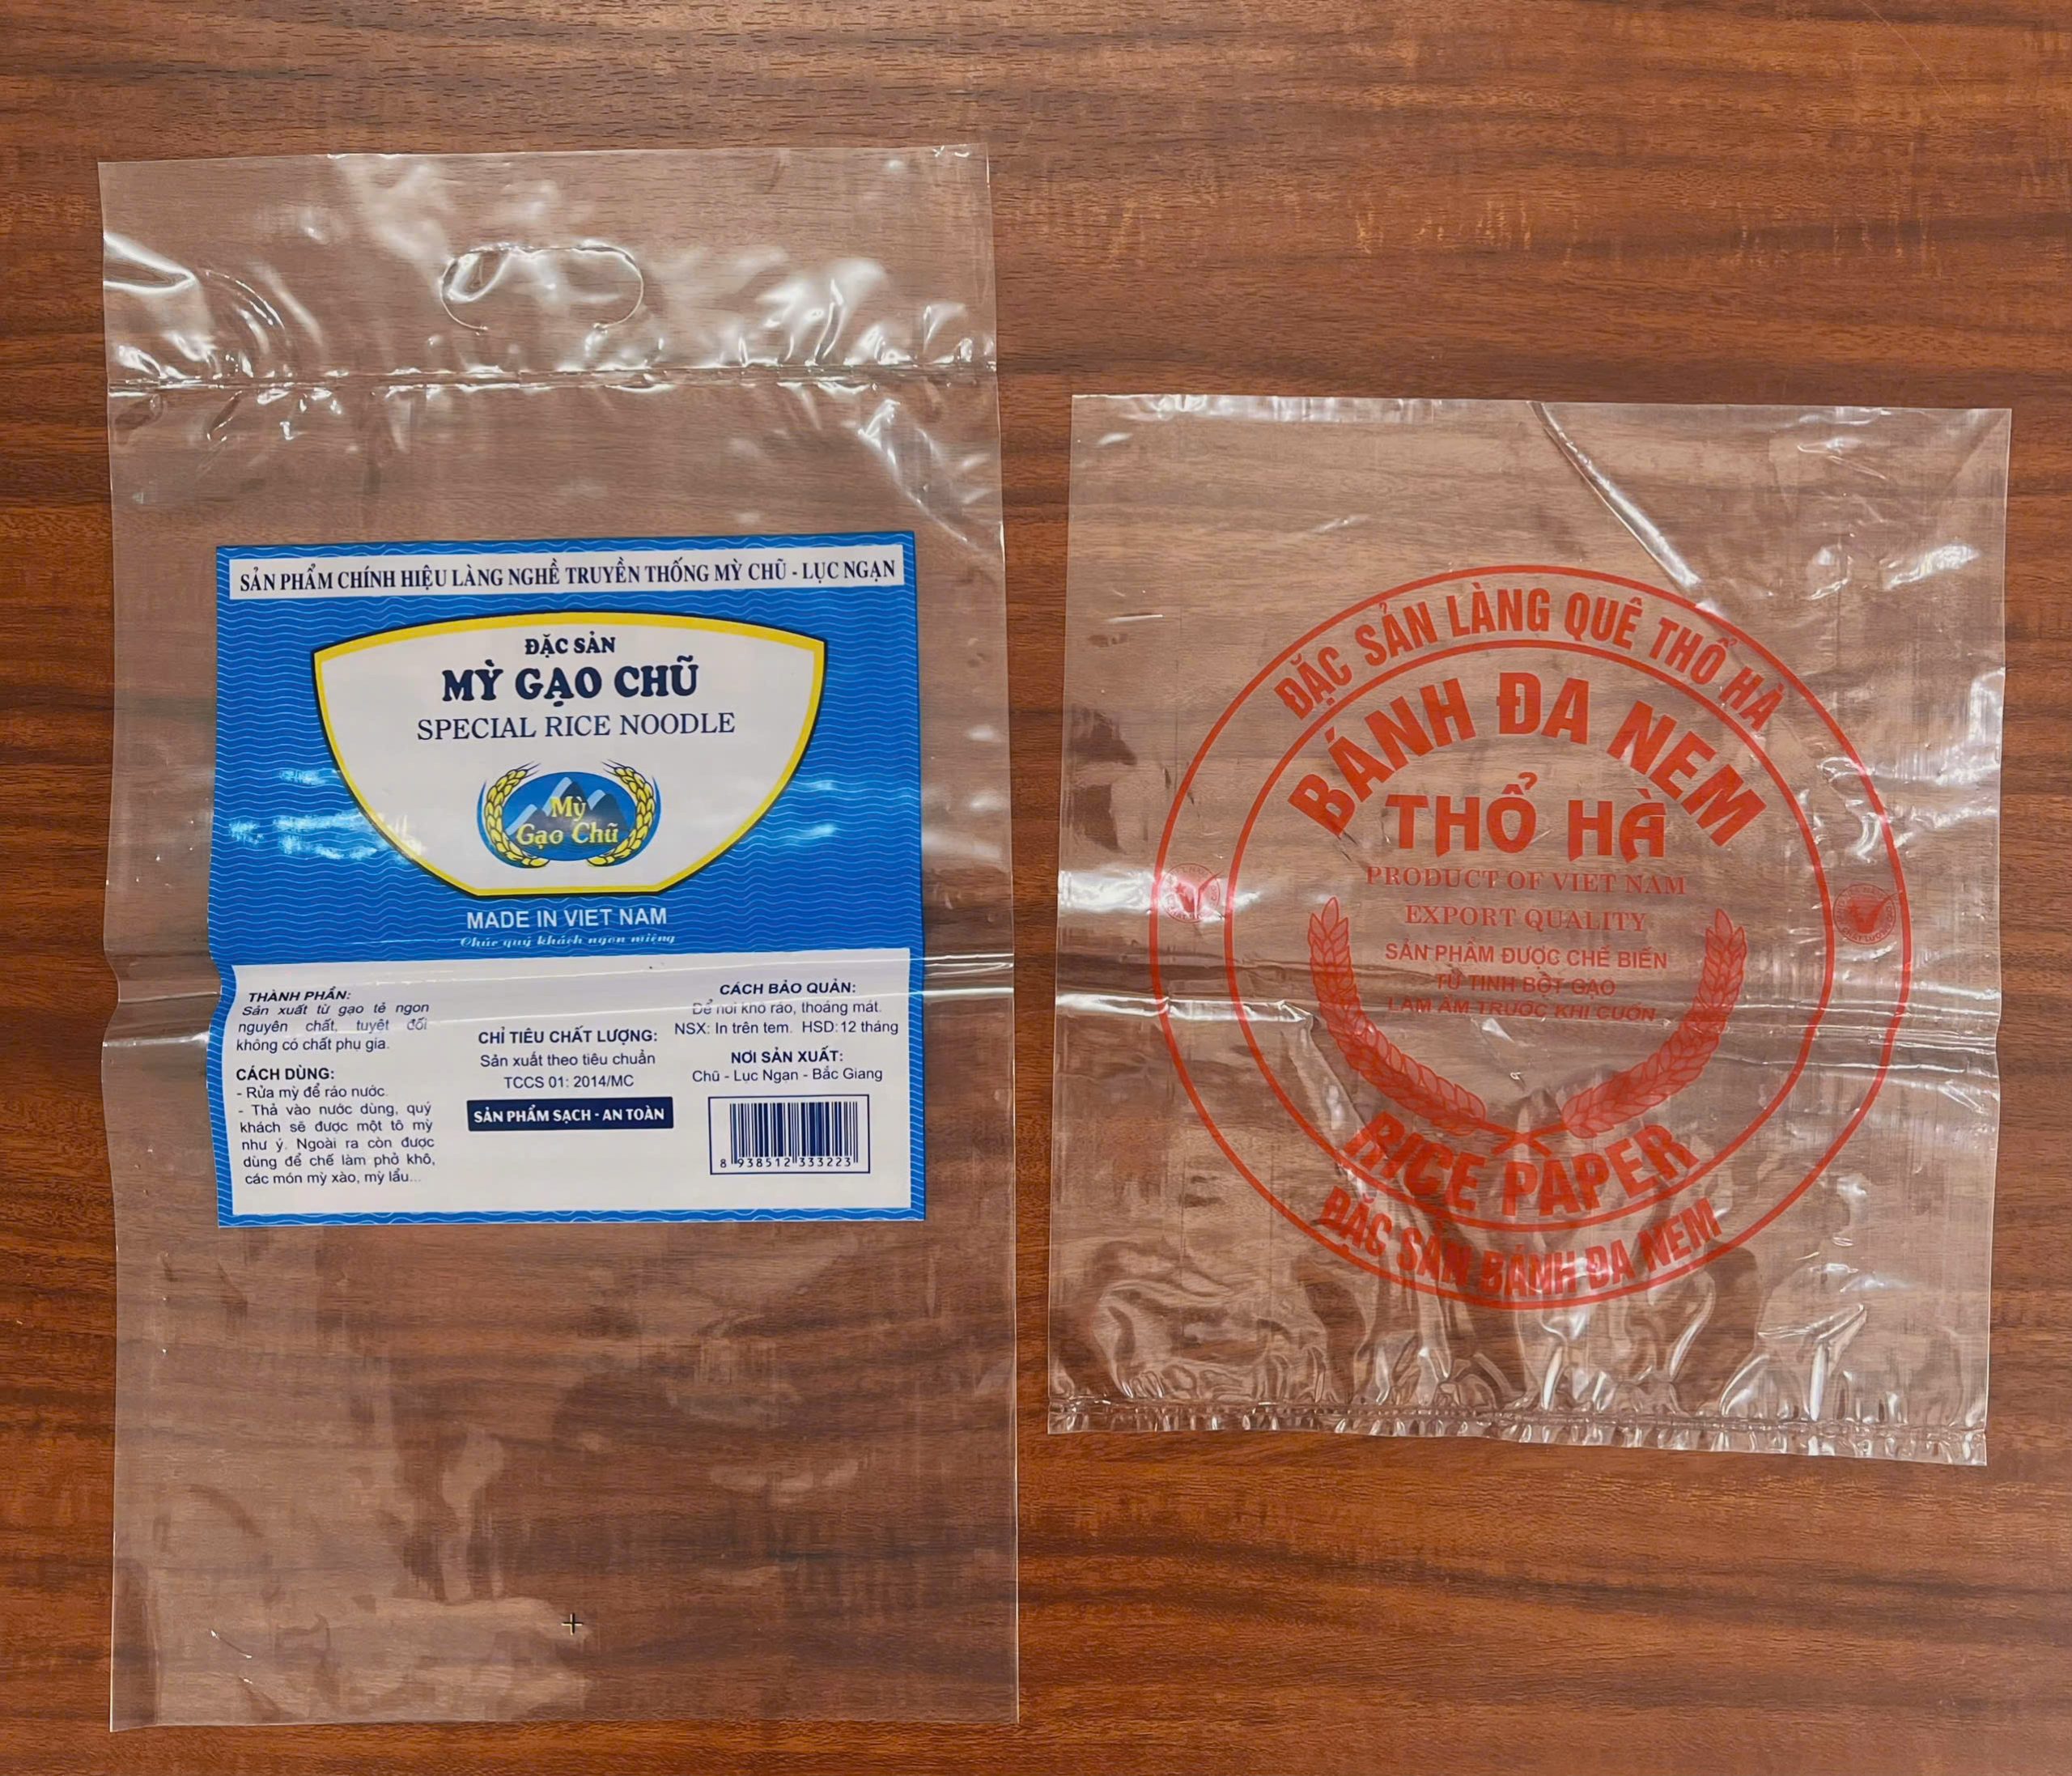 SẢN PHẨM CHÍNH HIỆU LÀNG NGHỀ TRUYỀN THỐNG MỲ CHŨ - LỤC NGẠN
ĐẶC SẢN
MỲ GẠO CHŨ
SPECIAL RICE NOODLE
Mỳ
Gạo Chũ
MADE IN VIET NAM
Chúc quý khách ngon miệng
THÀNH PHẦN:
Sản xuất từ gạo tẻ ngon
nguyên chất, tuyệt đối
không có chất phụ gia.
CÁCH DÙNG:
- Rửa mỳ để ráo nước.
- Thả vào nước dùng, quý
khách sẽ được một tô mỳ
như ý. Ngoài ra còn được
dùng để chế làm phở khô,
các món mỳ xào, mỳ lẩu...
CHỈ TIÊU CHẤT LƯỢNG:
Sản xuất theo tiêu chuẩn
TCCS 01: 2014/MC
SẢN PHẨM SẠCH - AN TOÀN
CÁCH BẢO QUẢN:
Để nơi khô ráo, thoáng mát.
NSX: In trên tem. HSD:12 tháng
NƠI SẢN XUẤT:
Chũ - Lục Ngạn - Bắc Giang
8 938512 333223
ĐẶC SẢN LÀNG QUÊ THỔ HÀ
BÁNH ĐA NEM
THỔ HÀ
PRODUCT OF VIET NAM
EXPORT QUALITY
SẢN PHẨM ĐƯỢC CHẾ BIẾN
TỪ TINH BỘT GẠO
LÀM ẨM TRƯỚC KHI CUỐN
RICE PAPER
ĐẶC SẢN BÁNH ĐA NEM